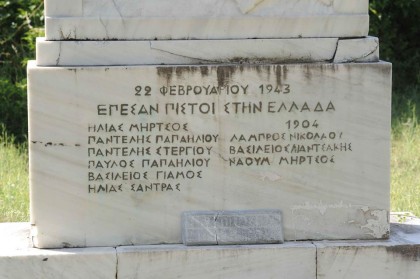 22 ΦΕΒΡΟΥΑΡΙΟΥ 1943
ΕΠΕΣΑΝ ΠΙΣΤΟΙ ΣΤΗΝ ΕΛΛΑΔΑ
ΗΛΙΑΣ ΜΗΡΤΣΟΣ 1904
ΠΑΝΤΕΛΗΣ ΠΑΠΑΗΛΙΟΥ ΛΑΜΠΡΟΣ ΝΙΚΟΛΑΟΥ
ΠΑΝΤΕΛΗΣ ΣΤΕΡΓΙΟΥ ΒΑΣΙΛΕΙΟΣ
ΠΑΥΛΟΣ ΠΑΠΑΗΛΙΟΥ ΝΑΟΥΜ ΜΗΡΤΣΟΣ
ΒΑΣΙΛΕΙΟΣ ΓΙΑΜΟΣ
ΗΛΙΑΣ ΣΑΝΤΡΑΣ